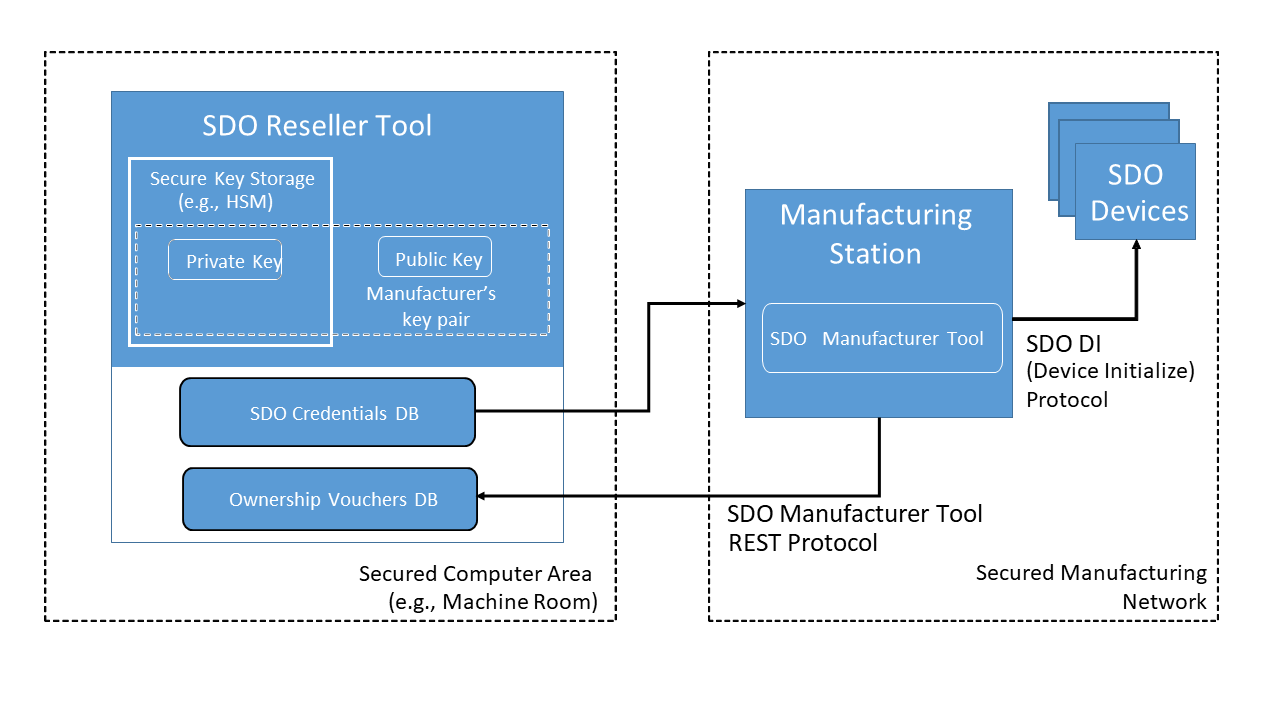 SDO Reseller Tool
Secure Key Storage
(e.g., HSM)
Private Key
Public Key
Manufacturer's
key pair
SDO Credentials DB
Ownership Vouchers DB
Secured Computer Area
(e.g., Machine Room)
Manufacturing
Station
SDO Manufacturer Tool
SDO
Devices
SDO DI
(Device Initialize)
Protocol
SDO Manufacturer Tool
REST Protocol
Secured Manufacturing
Network